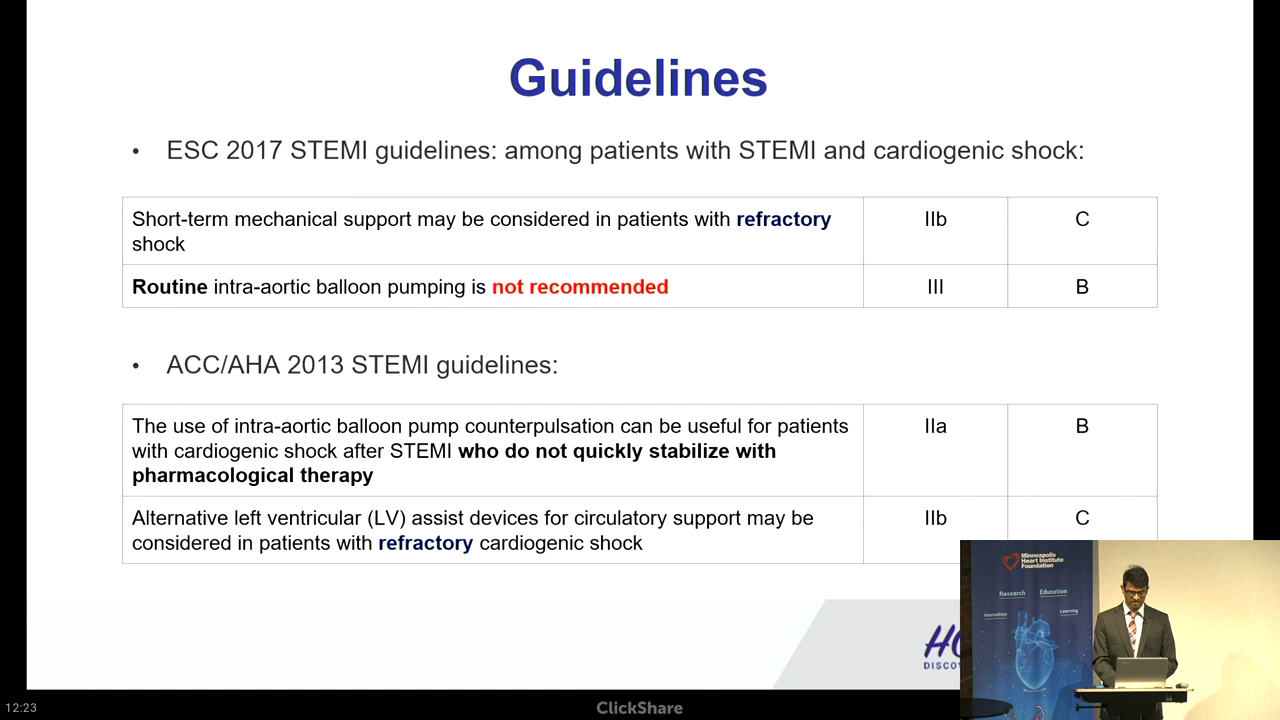 Guidelines
• ESC 2017 STEMI guidelines: among patients with STEMI and cardiogenic shock:
Short-term mechanical support may be considered in patients with refractory IIb C
shock
Routine intra-aortic balloon pumping is not recommended III B
• ACC/AHA 2013 STEMI guidelines:
The use of intra-aortic balloon pump counterpulsation can be useful for patients IIa B
with cardiogenic shock after STEMI who do not quickly stabilize with
pharmacological therapy
Alternative left ventricular (LV) assist devices for circulatory support may be IIb C
considered in patients with refractory cardiogenic shock
Minneapolis
Heart Institute
Foundation
Research Education
Innovation Learning
12:23
ClickShare